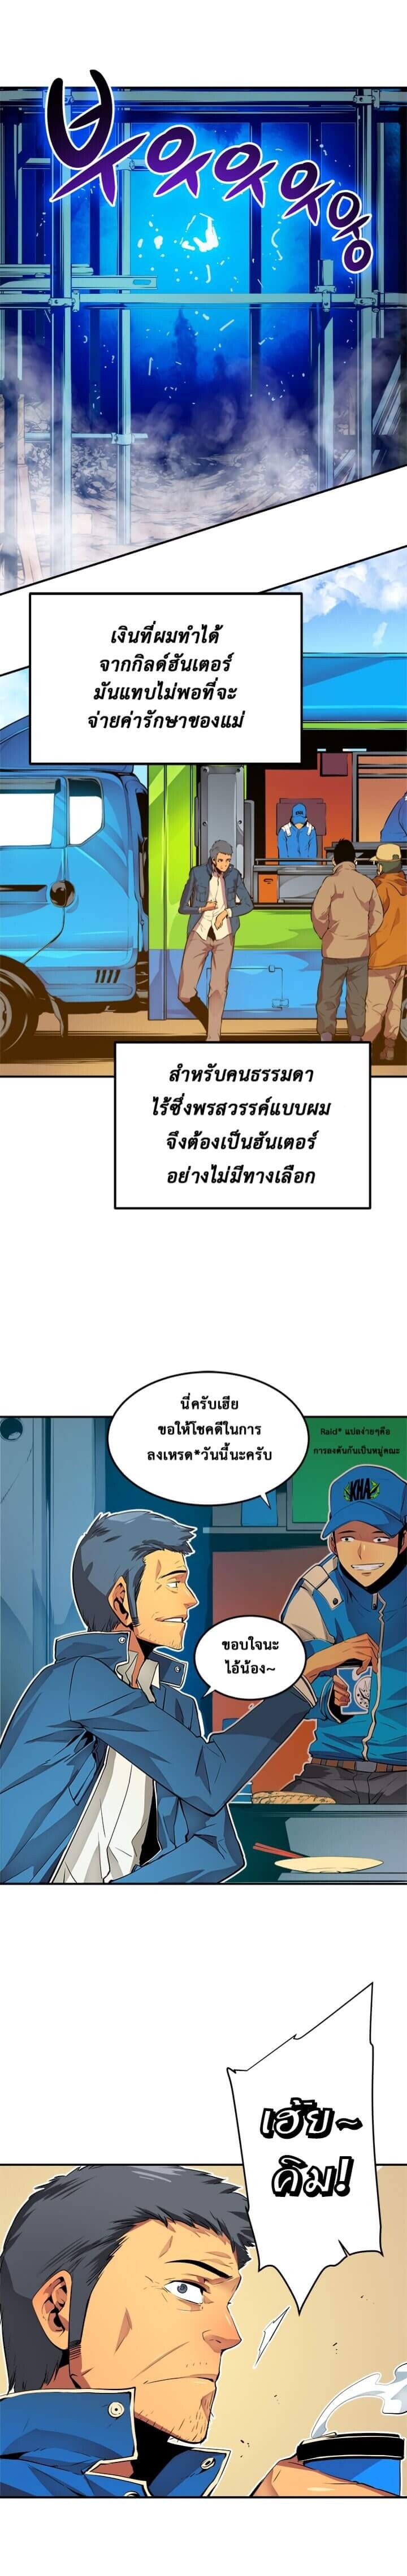 붜어어어엉
เงินที่ผมทำได้
จากกิลด์ฮันเตอร์
มันแทบไม่พอที่จะ
จ่ายค่ารักษาของแม่
สำหรับคนธรรมดา
ไร้ซึ่งพรสวรรค์แบบผม
จึงต้องเป็นฮันเตอร์
อย่างไม่มีทางเลือก
นี่ครับเฮีย
ขอให้โชคดีในการ
ลงเหรด*วันนี้นะครับ
Raid* แปลง่ายๆคือ
การลงดันกันเป็นหมู่คณะ
KHA
ขอบใจนะ
ไอ้น้อง~
เฮ้ย~
คิม!